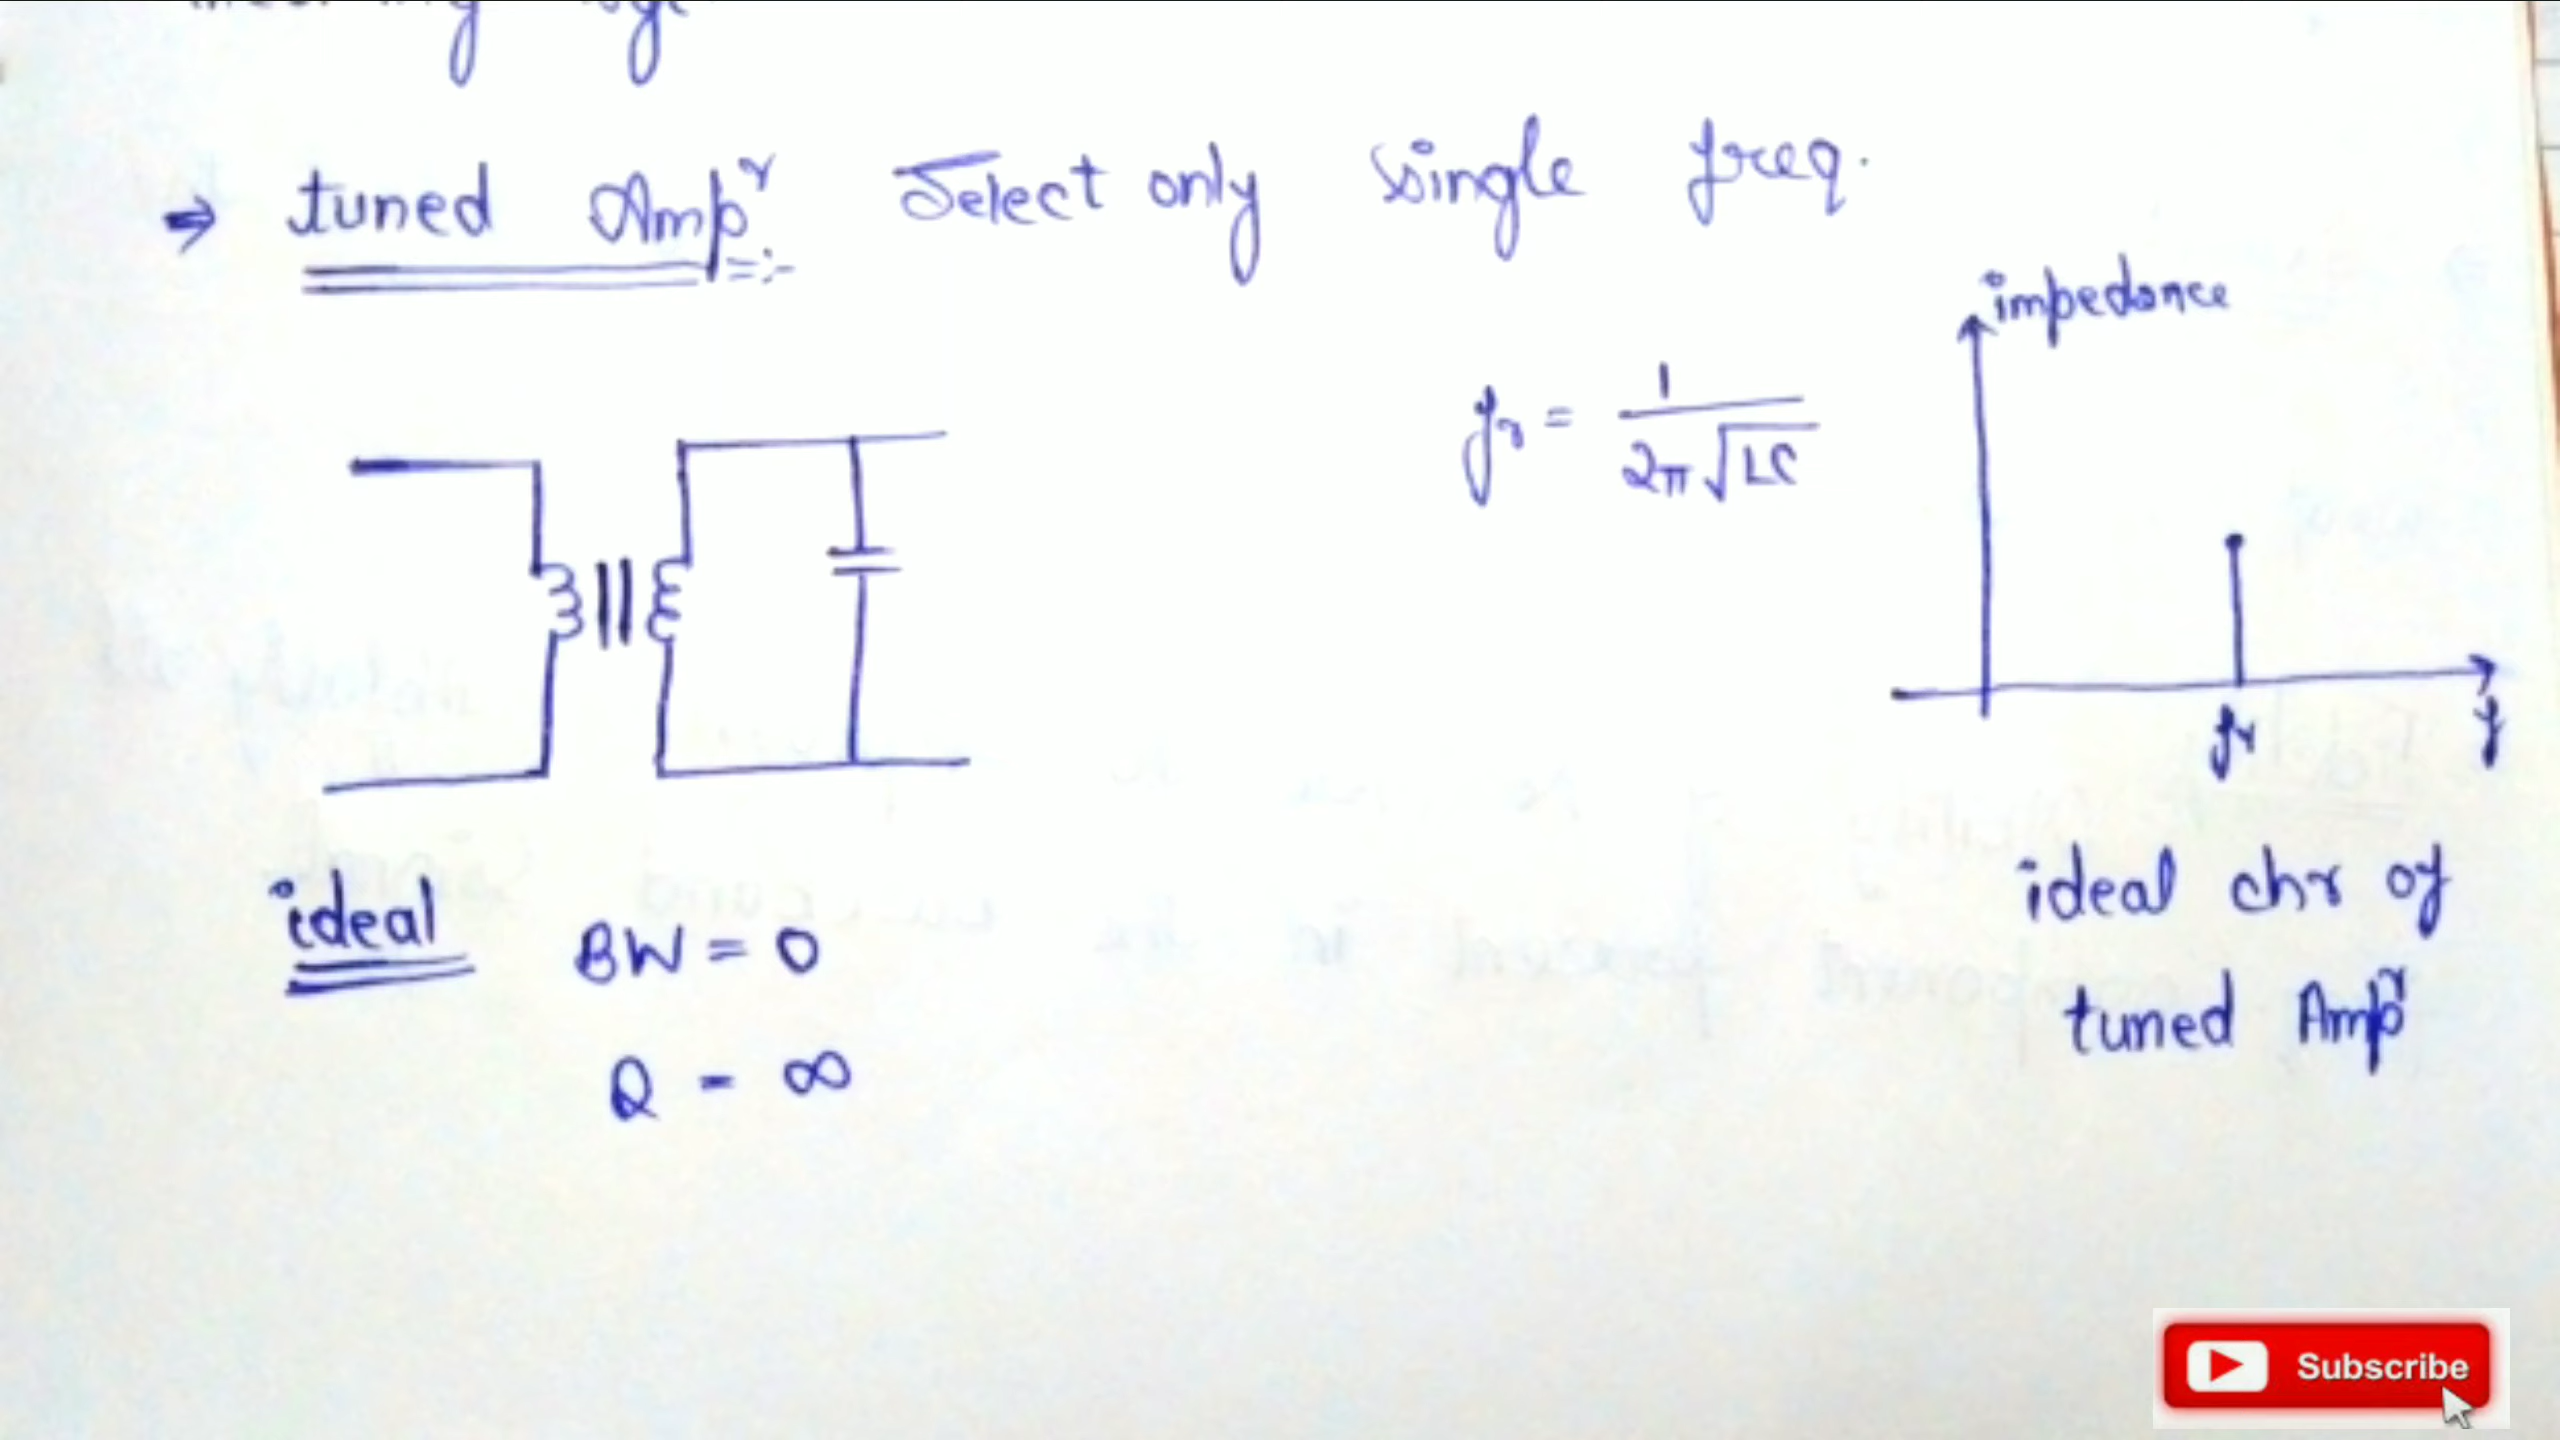 ⇒ tuned Ampʳ =:- Select only single freq.
impedance
fr = 1 / 2π√LC
fr
f
ideal BW = 0
Q = ∞
ideal chr of
tuned Ampʳ
Subscribe